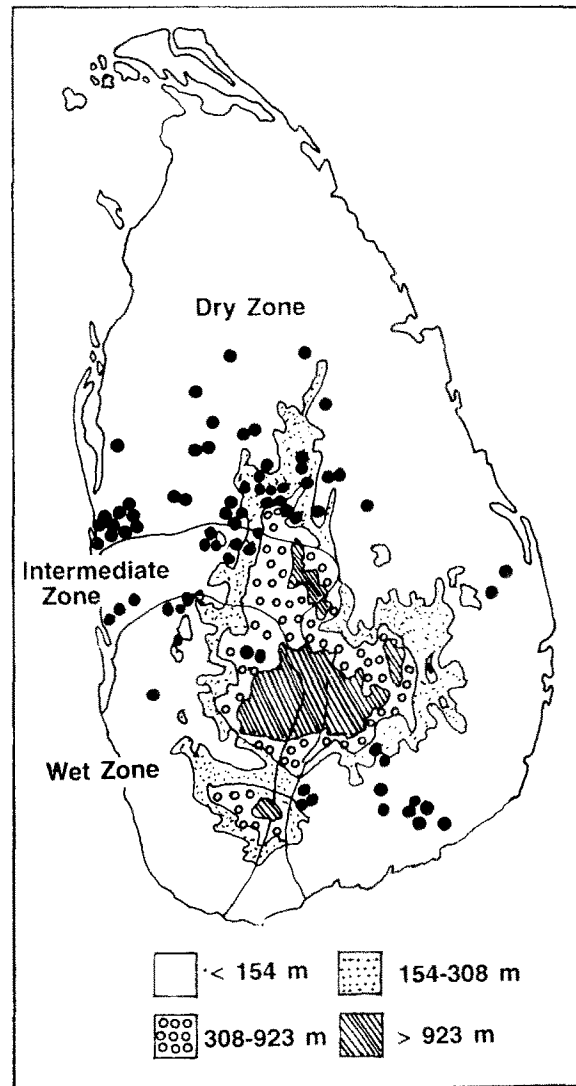 Dry Zone
Intermediate
Zone
Wet Zone
< 154 m
154-308 m
308-923 m
> 923 m